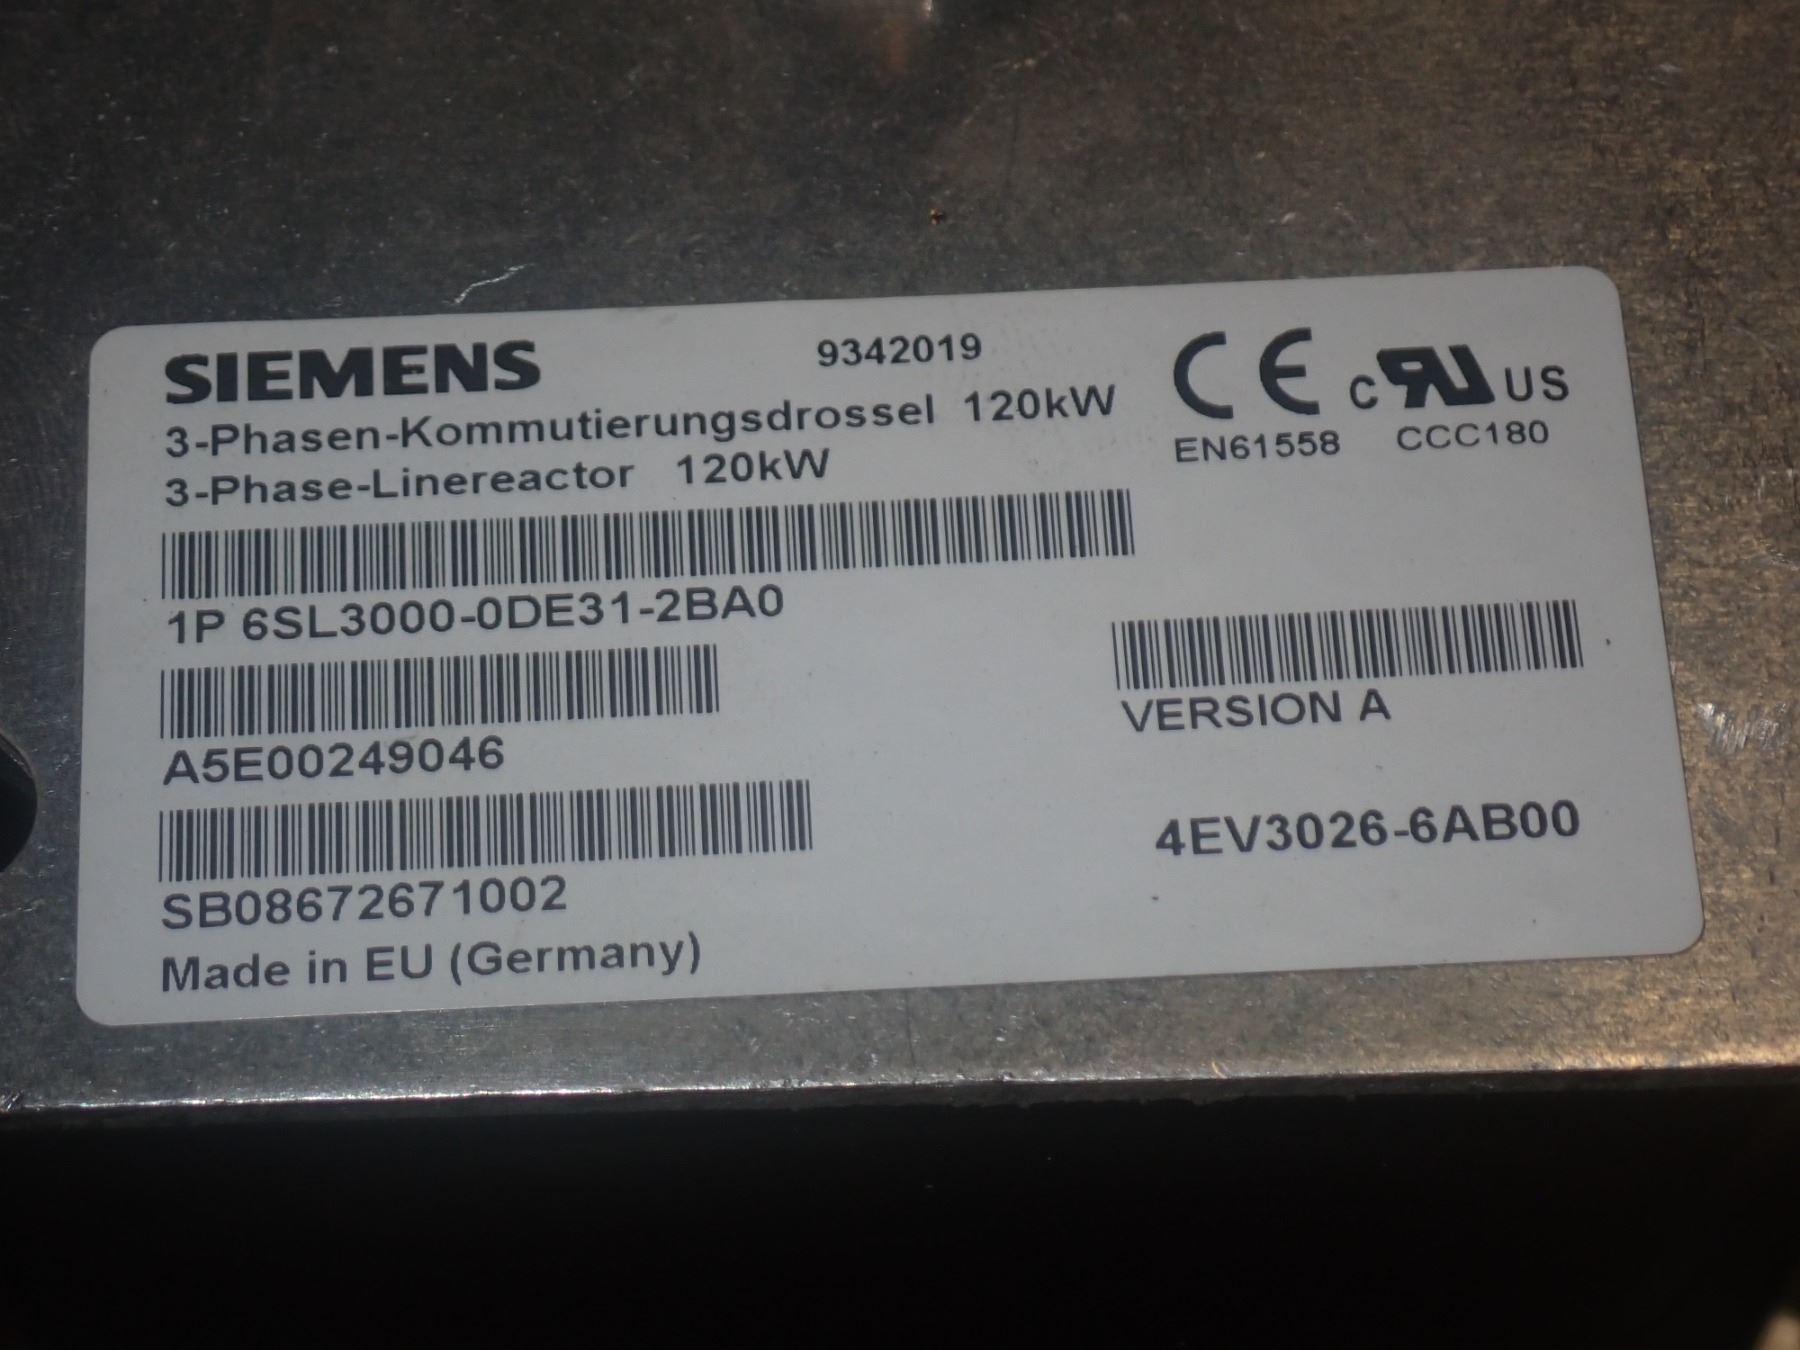 SIEMENS 9342019
3-Phasen-Kommutierungsdrossel 120kW
3-Phase-Linereactor 120kW
CE c RU US
EN61558 CCC180
1P 6SL3000-0DE31-2BA0
A5E00249046
VERSION A
SB08672671002
4EV3026-6AB00
Made in EU (Germany)